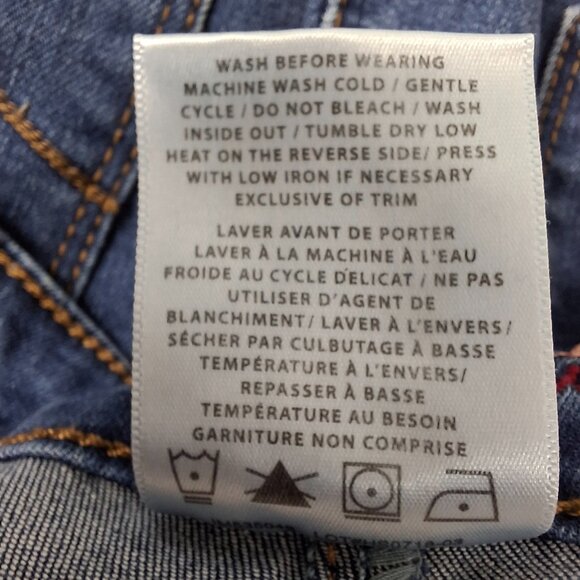 WASH BEFORE WEARING
MACHINE WASH COLD / GENTLE
CYCLE / DO NOT BLEACH / WASH
INSIDE OUT / TUMBLE DRY LOW
HEAT ON THE REVERSE SIDE/ PRESS
WITH LOW IRON IF NECESSARY
EXCLUSIVE OF TRIM
LAVER AVANT DE PORTER
LAVER À LA MACHINE À L'EAU
FROIDE AU CYCLE DÉLICAT / NE PAS
UTILISER D'AGENT DE
BLANCHIMENT/ LAVER À L'ENVERS/
SÉCHER PAR CULBUTAGE À BASSE
TEMPÉRATURE À L'ENVERS/
REPASSER À BASSE
TEMPÉRATURE AU BESOIN
GARNITURE NON COMPRISE